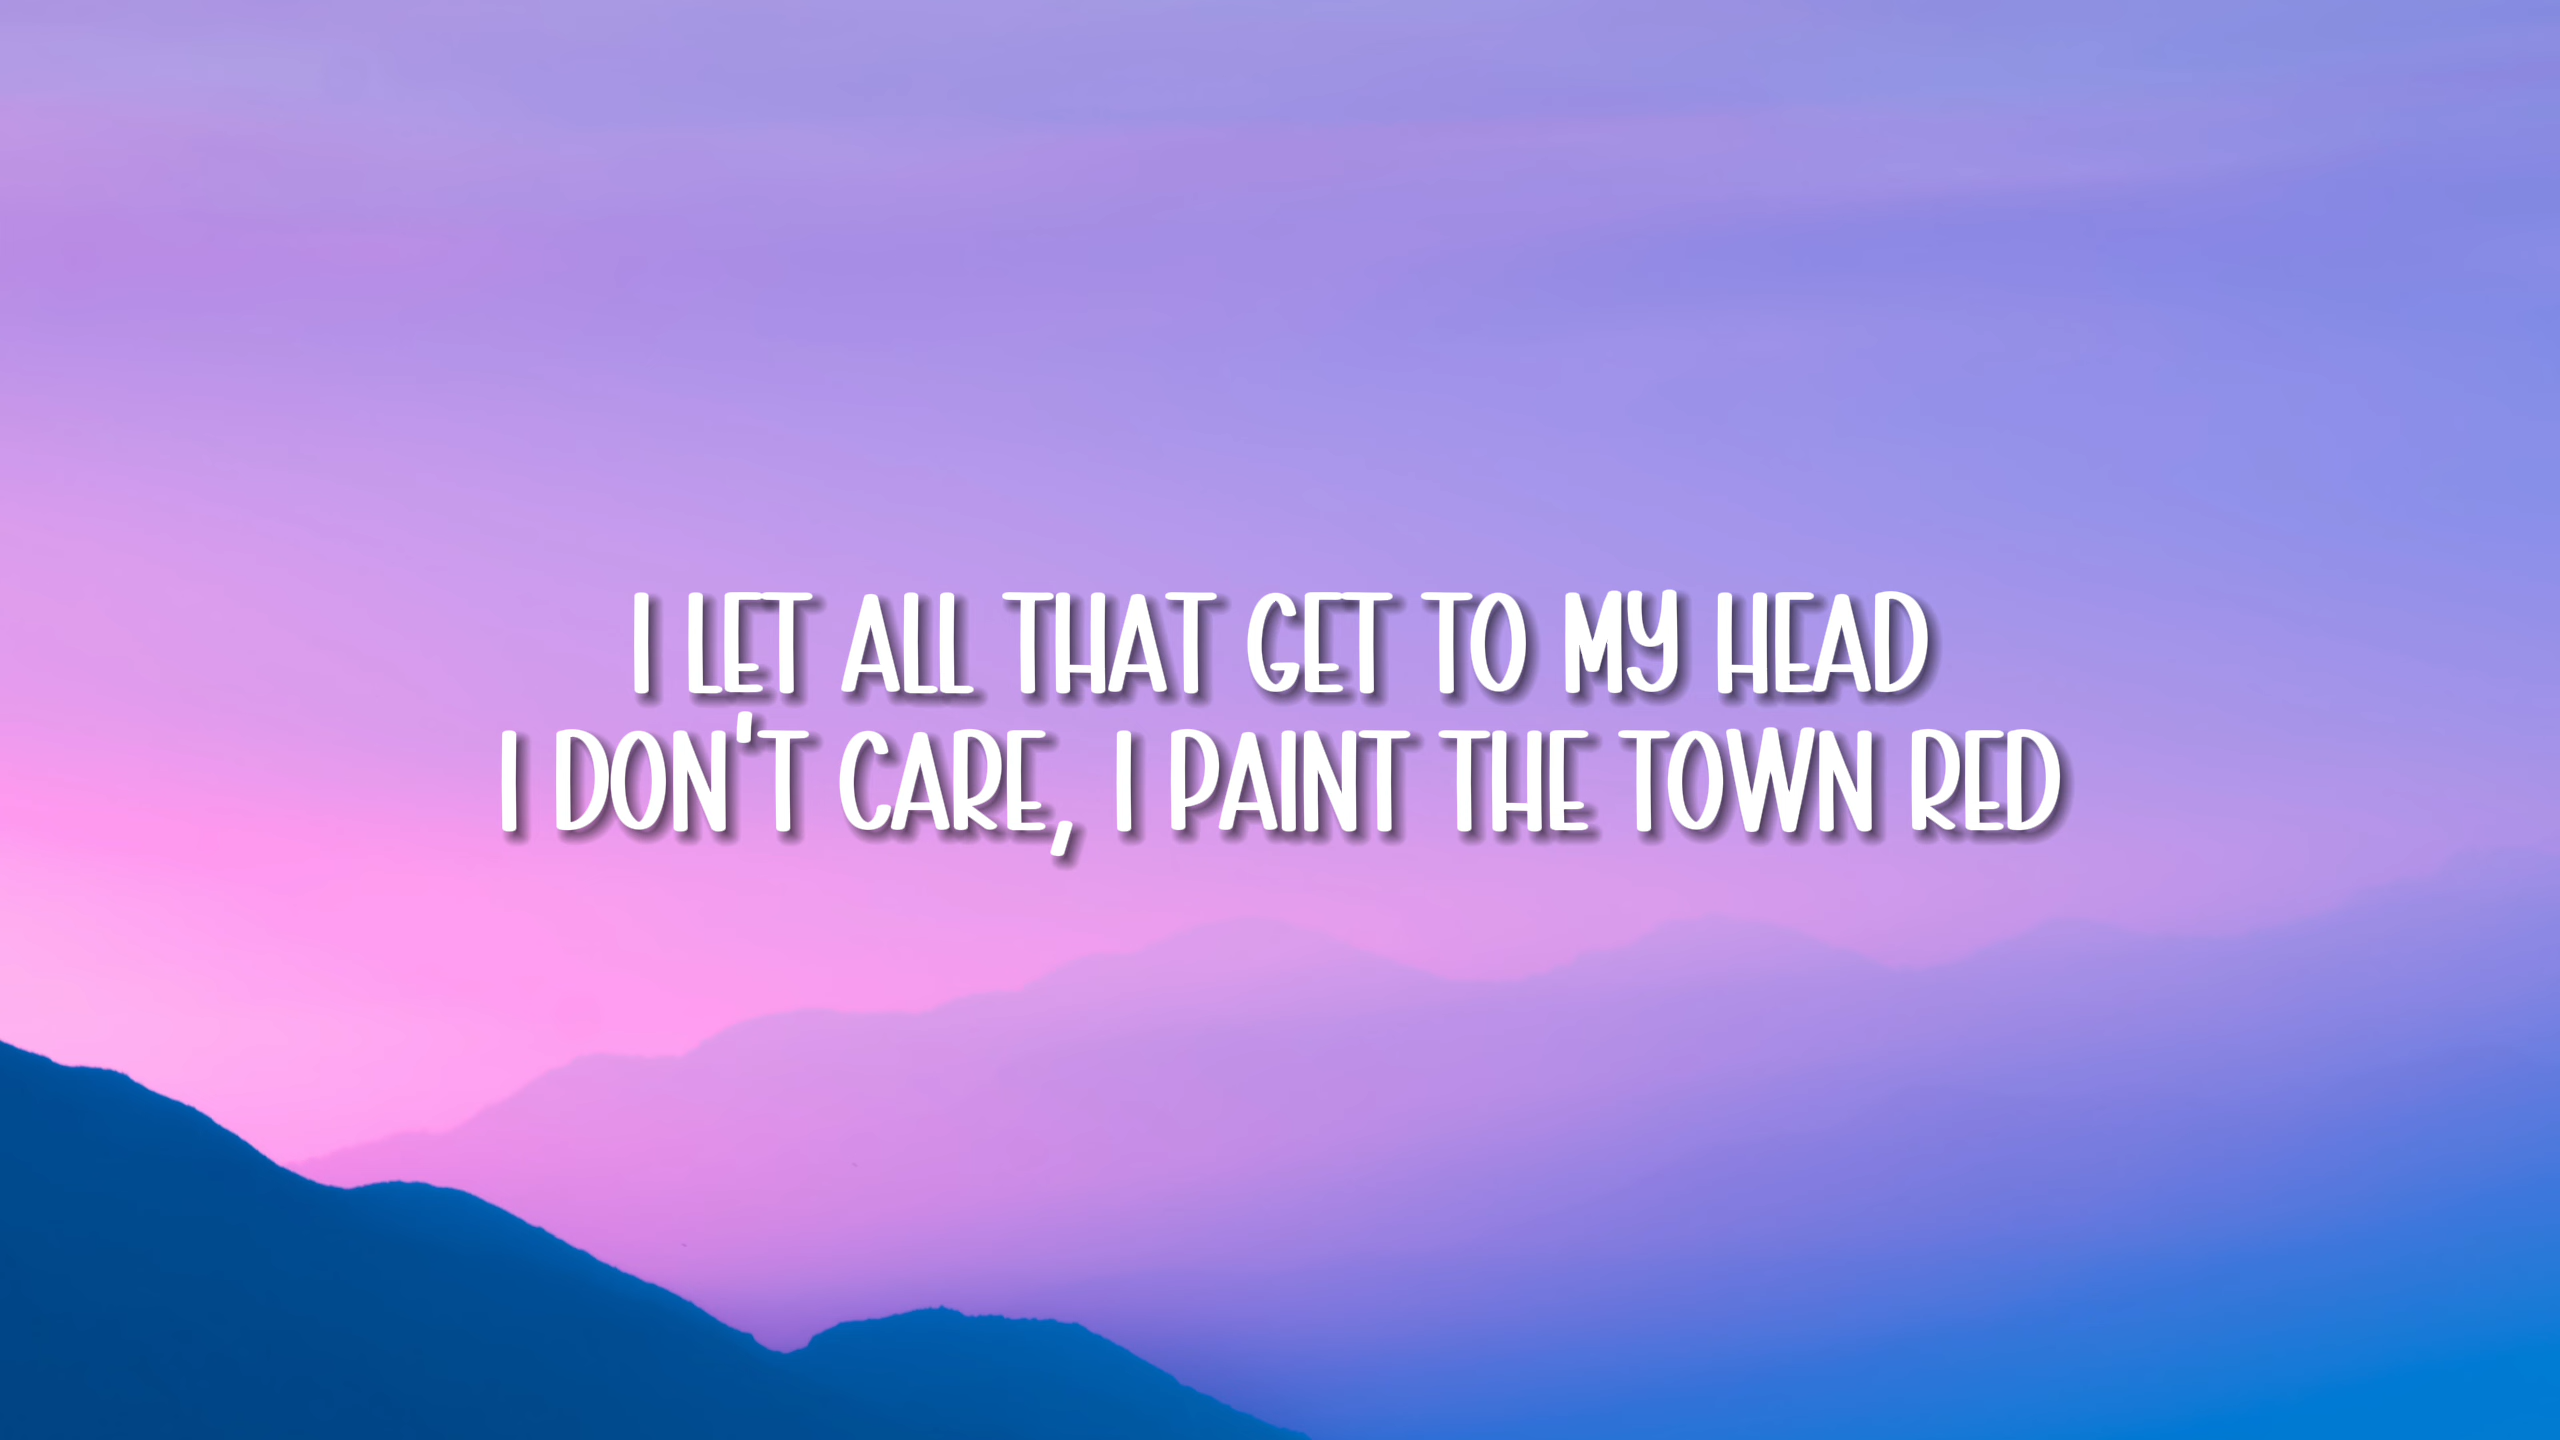 I LET ALL THAT GET TO MY HEAD
I DON'T CARE, I PAINT THE TOWN RED